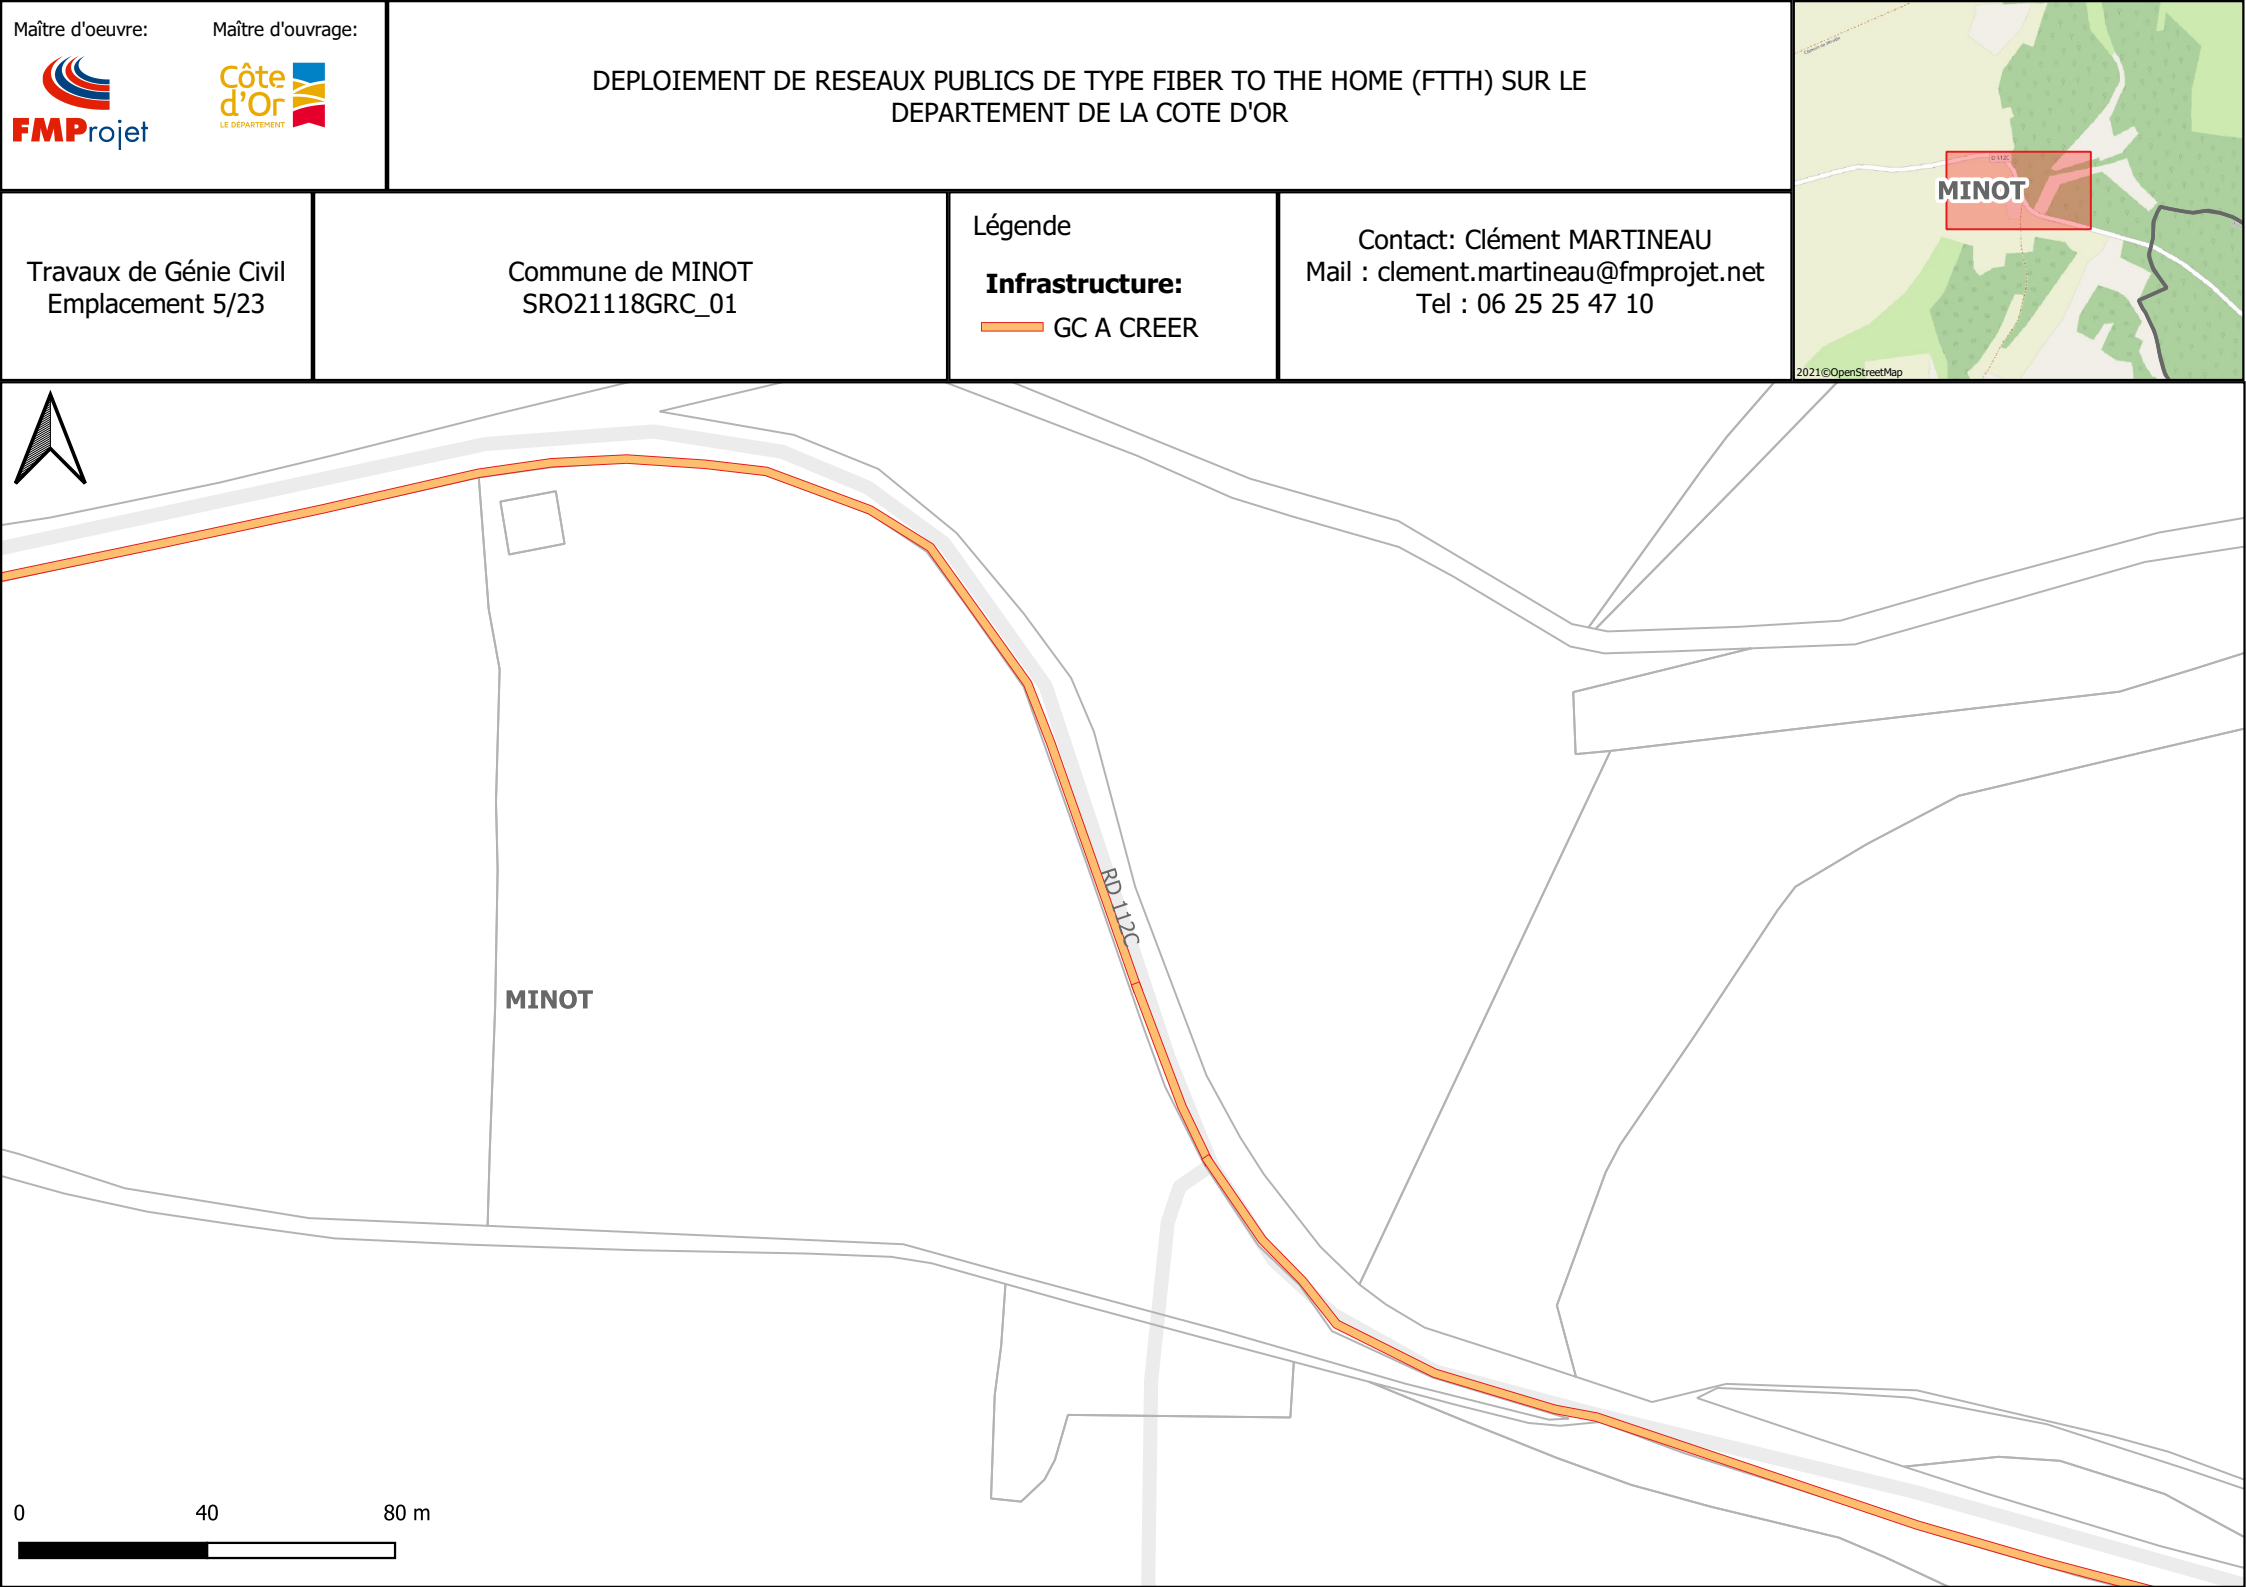 Maître d'oeuvre:
Maître d'ouvrage:
FMProjet
Côte
d'Or
LE DÉPARTEMENT
DEPLOIEMENT DE RESEAUX PUBLICS DE TYPE FIBER TO THE HOME (FTTH) SUR LE
DEPARTEMENT DE LA COTE D'OR
Travaux de Génie Civil
Emplacement 5/23
Commune de MINOT
SRO21118GRC_01
Légende
Infrastructure:
GC A CREER
Contact: Clément MARTINEAU
Mail : clement.martineau@fmprojet.net
Tel : 06 25 25 47 10
D 112C
MINOT
2021©OpenStreetMap
RD 112C
MINOT
0
40
80 m